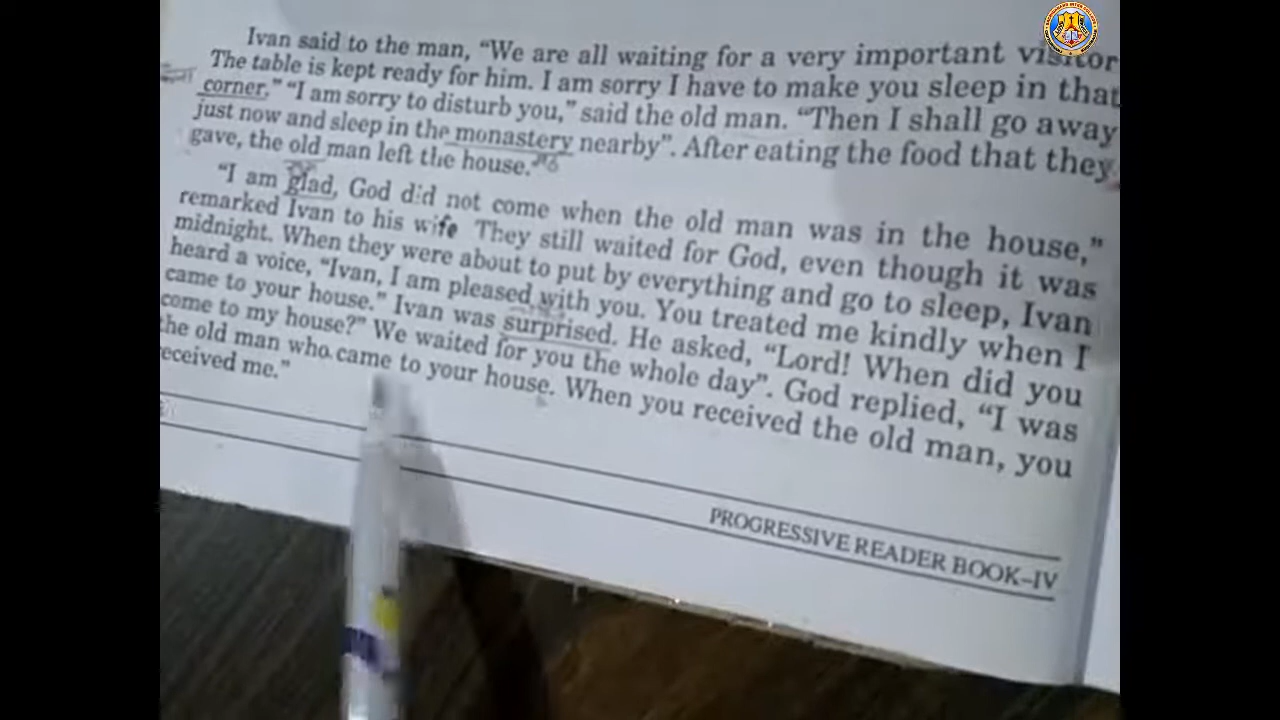 Ivan said to the man, “We are all waiting for a very important visitor
The table is kept ready for him. I am sorry I have to make you sleep in that
corner.” “I am sorry to disturb you,” said the old man. “Then I shall go away
just now and sleep in the monastery nearby”. After eating the food that they
gave, the old man left the house.”
“I am glad, God did not come when the old man was in the house,”
remarked Ivan to his wife They still waited for God, even though it was
midnight. When they were about to put by everything and go to sleep, Ivan
heard a voice, “Ivan, I am pleased with you. You treated me kindly when I
came to your house.” Ivan was surprised. He asked, “Lord! When did you
come to my house?” We waited for you the whole day”. God replied, “I was
the old man who came to your house. When you received the old man, you
received me.”
PROGRESSIVE READER BOOK–IV